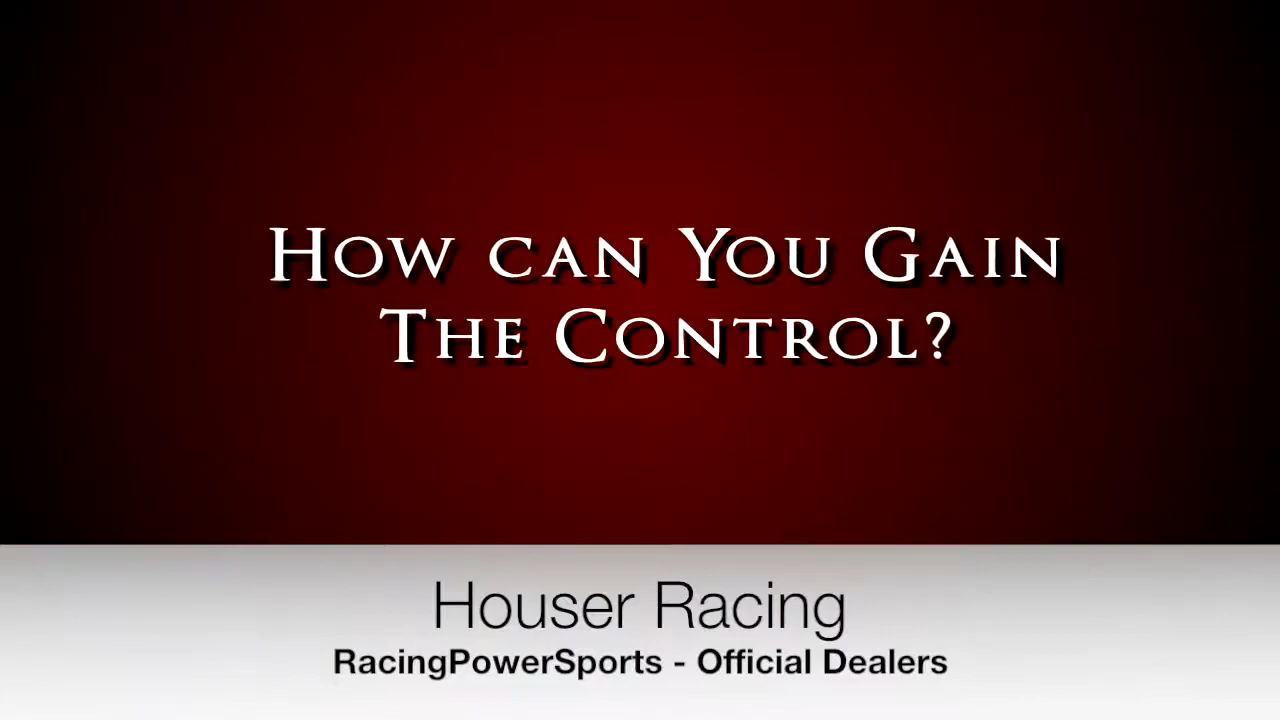 How can You Gain
The Control?
Houser Racing
RacingPowerSports - Official Dealers